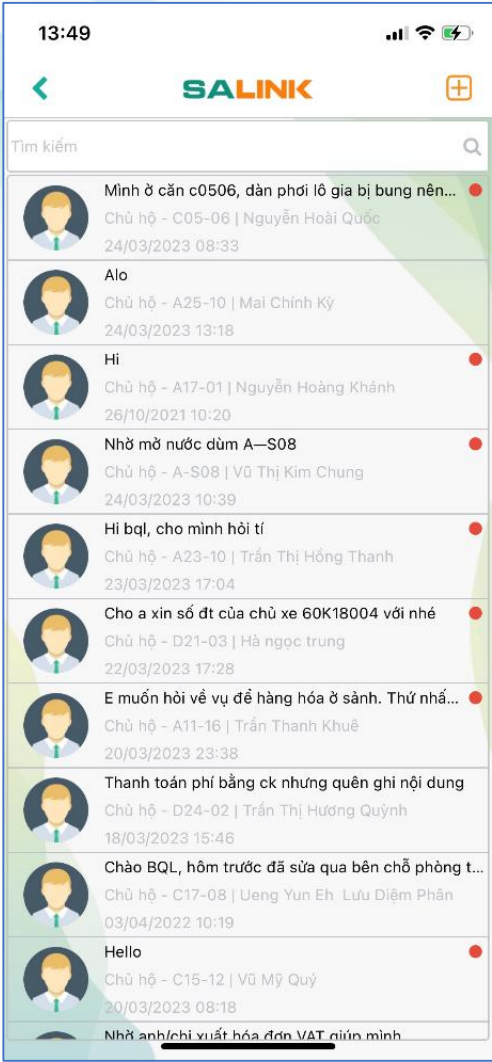 13:49
SALINK
Tìm kiếm
Mình ở căn c0506, dàn phơi lô gia bị bung nên...
Chủ hộ - C05-06 | Nguyễn Hoài Quốc
24/03/2023 08:33
Alo
Chủ hộ - A25-10 | Mai Chính Kỳ
24/03/2023 13:18
Hi
Chủ hộ - A17-01 | Nguyễn Hoàng Khánh
26/10/2021 10:20
Nhờ mở nước dùm A—S08
Chủ hộ - A-S08 | Vũ Thị Kim Chung
24/03/2023 10:39
Hi bql, cho mình hỏi tí
Chủ hộ - A23-10 | Trần Thị Hồng Thanh
23/03/2023 17:04
Cho a xin số đt của chủ xe 60K18004 với nhé
Chủ hộ - D21-03 | Hà ngọc trung
22/03/2023 17:28
E muốn hỏi về vụ để hàng hóa ở sảnh. Thứ nhấ...
Chủ hộ - A11-16 | Trần Thanh Khuê
20/03/2023 23:38
Thanh toán phí bằng ck nhưng quên ghi nội dung
Chủ hộ - D24-02 | Trần Thị Hương Quỳnh
18/03/2023 15:46
Chào BQL, hôm trước đã sửa qua bên chỗ phòng t...
Chủ hộ - C17-08 | Ueng Yun Eh Lưu Diệm Phân
03/04/2022 10:19
Hello
Chủ hộ - C15-12 | Vũ Mỹ Quý
20/03/2023 08:18
Nhờ anh/chị xuất hóa đơn VAT giúp mình